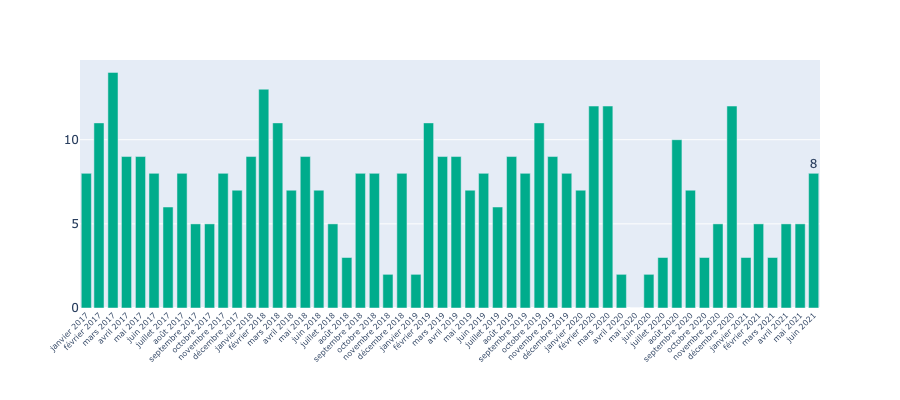 10
5
0
8
janvier 2017
février 2017
mars 2017
avril 2017
mai 2017
juin 2017
juillet 2017
août 2017
septembre 2017
octobre 2017
novembre 2017
décembre 2017
janvier 2018
février 2018
mars 2018
avril 2018
mai 2018
juin 2018
juillet 2018
août 2018
septembre 2018
octobre 2018
novembre 2018
décembre 2018
janvier 2019
février 2019
mars 2019
avril 2019
mai 2019
juin 2019
juillet 2019
août 2019
septembre 2019
octobre 2019
novembre 2019
décembre 2019
janvier 2020
février 2020
mars 2020
avril 2020
mai 2020
juin 2020
juillet 2020
août 2020
septembre 2020
octobre 2020
novembre 2020
décembre 2020
janvier 2021
février 2021
mars 2021
avril 2021
mai 2021
juin 2021